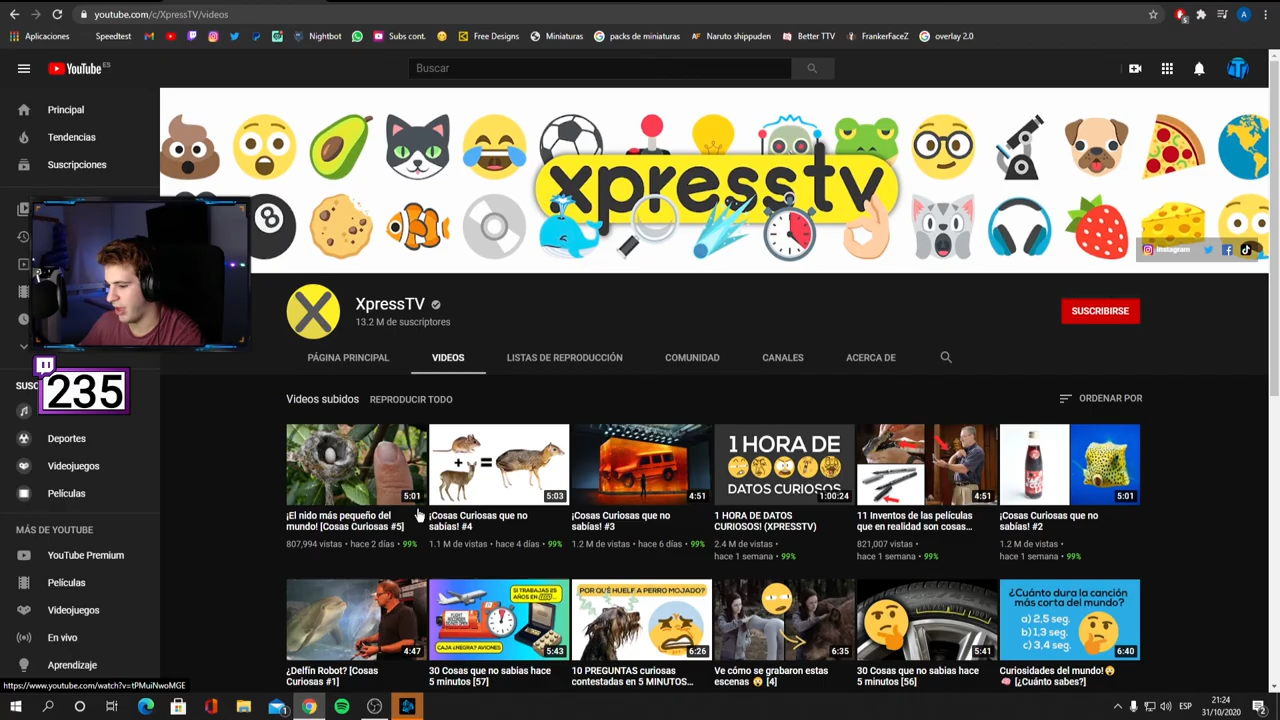 youtube.com/c/XpressTV/videos
Aplicaciones Speedtest Nightbot Subs cont. Free Designs Miniaturas packs de miniaturas Naruto shippuden Better TTV FrankerFaceZ overlay 2.0
YouTube ES
Buscar
Principal
Tendencias
Suscripciones
xpresstv
Instagram
XpressTV
13.2 M de suscriptores
SUSCRIBIRSE
PÁGINA PRINCIPAL VIDEOS LISTAS DE REPRODUCCIÓN COMUNIDAD CANALES ACERCA DE
235
Deportes
Videojuegos
Películas
MÁS DE YOUTUBE
YouTube Premium
Películas
Videojuegos
En vivo
Aprendizaje
Videos subidos REPRODUCIR TODO
ORDENAR POR
5:01
¡El nido más pequeño del
mundo! [Cosas Curiosas #5]
807,994 vistas • hace 2 días • 99%
5:03
¡Cosas Curiosas que no
sabías! #4
1.1 M de vistas • hace 4 días • 99%
4:51
¡Cosas Curiosas que no
sabías! #3
1.2 M de vistas • hace 6 días • 99%
1 HORA DE
DATOS CURIOSOS
1:00:24
1 HORA DE DATOS
CURIOSOS! (XPRESSTV)
2.4 M de vistas •
hace 1 semana • 99%
4:51
11 Inventos de las películas
que en realidad son cosas...
821,007 vistas •
hace 1 semana • 99%
5:01
¡Cosas Curiosas que no
sabías! #2
1.2 M de vistas •
hace 1 semana • 99%
4:47
¿Delfín Robot? [Cosas
Curiosas #1]
SI TRABAJAS 25
CAJA ¿NEGRA? AVIONES
5:43
30 Cosas que no sabias hace
5 minutos [57]
POR QUÉ HUELE A PERRO MOJADO?
6:26
10 PREGUNTAS curiosas
contestadas en 5 MINUTOS...
6:35
Ve cómo se grabaron estas
escenas [4]
5:41
30 Cosas que no sabias hace
5 minutos [56]
¿Cuánto dura la canción
más corta del mundo?
a) 2,5 seg.
b) 1,3 seg.
c) 3,4 seg.
6:40
Curiosidades del mundo!
[¿Cuánto sabes?]
https://www.youtube.com/watch?v=tPMuiNwoMGE
ESP
21:24
31/10/2020